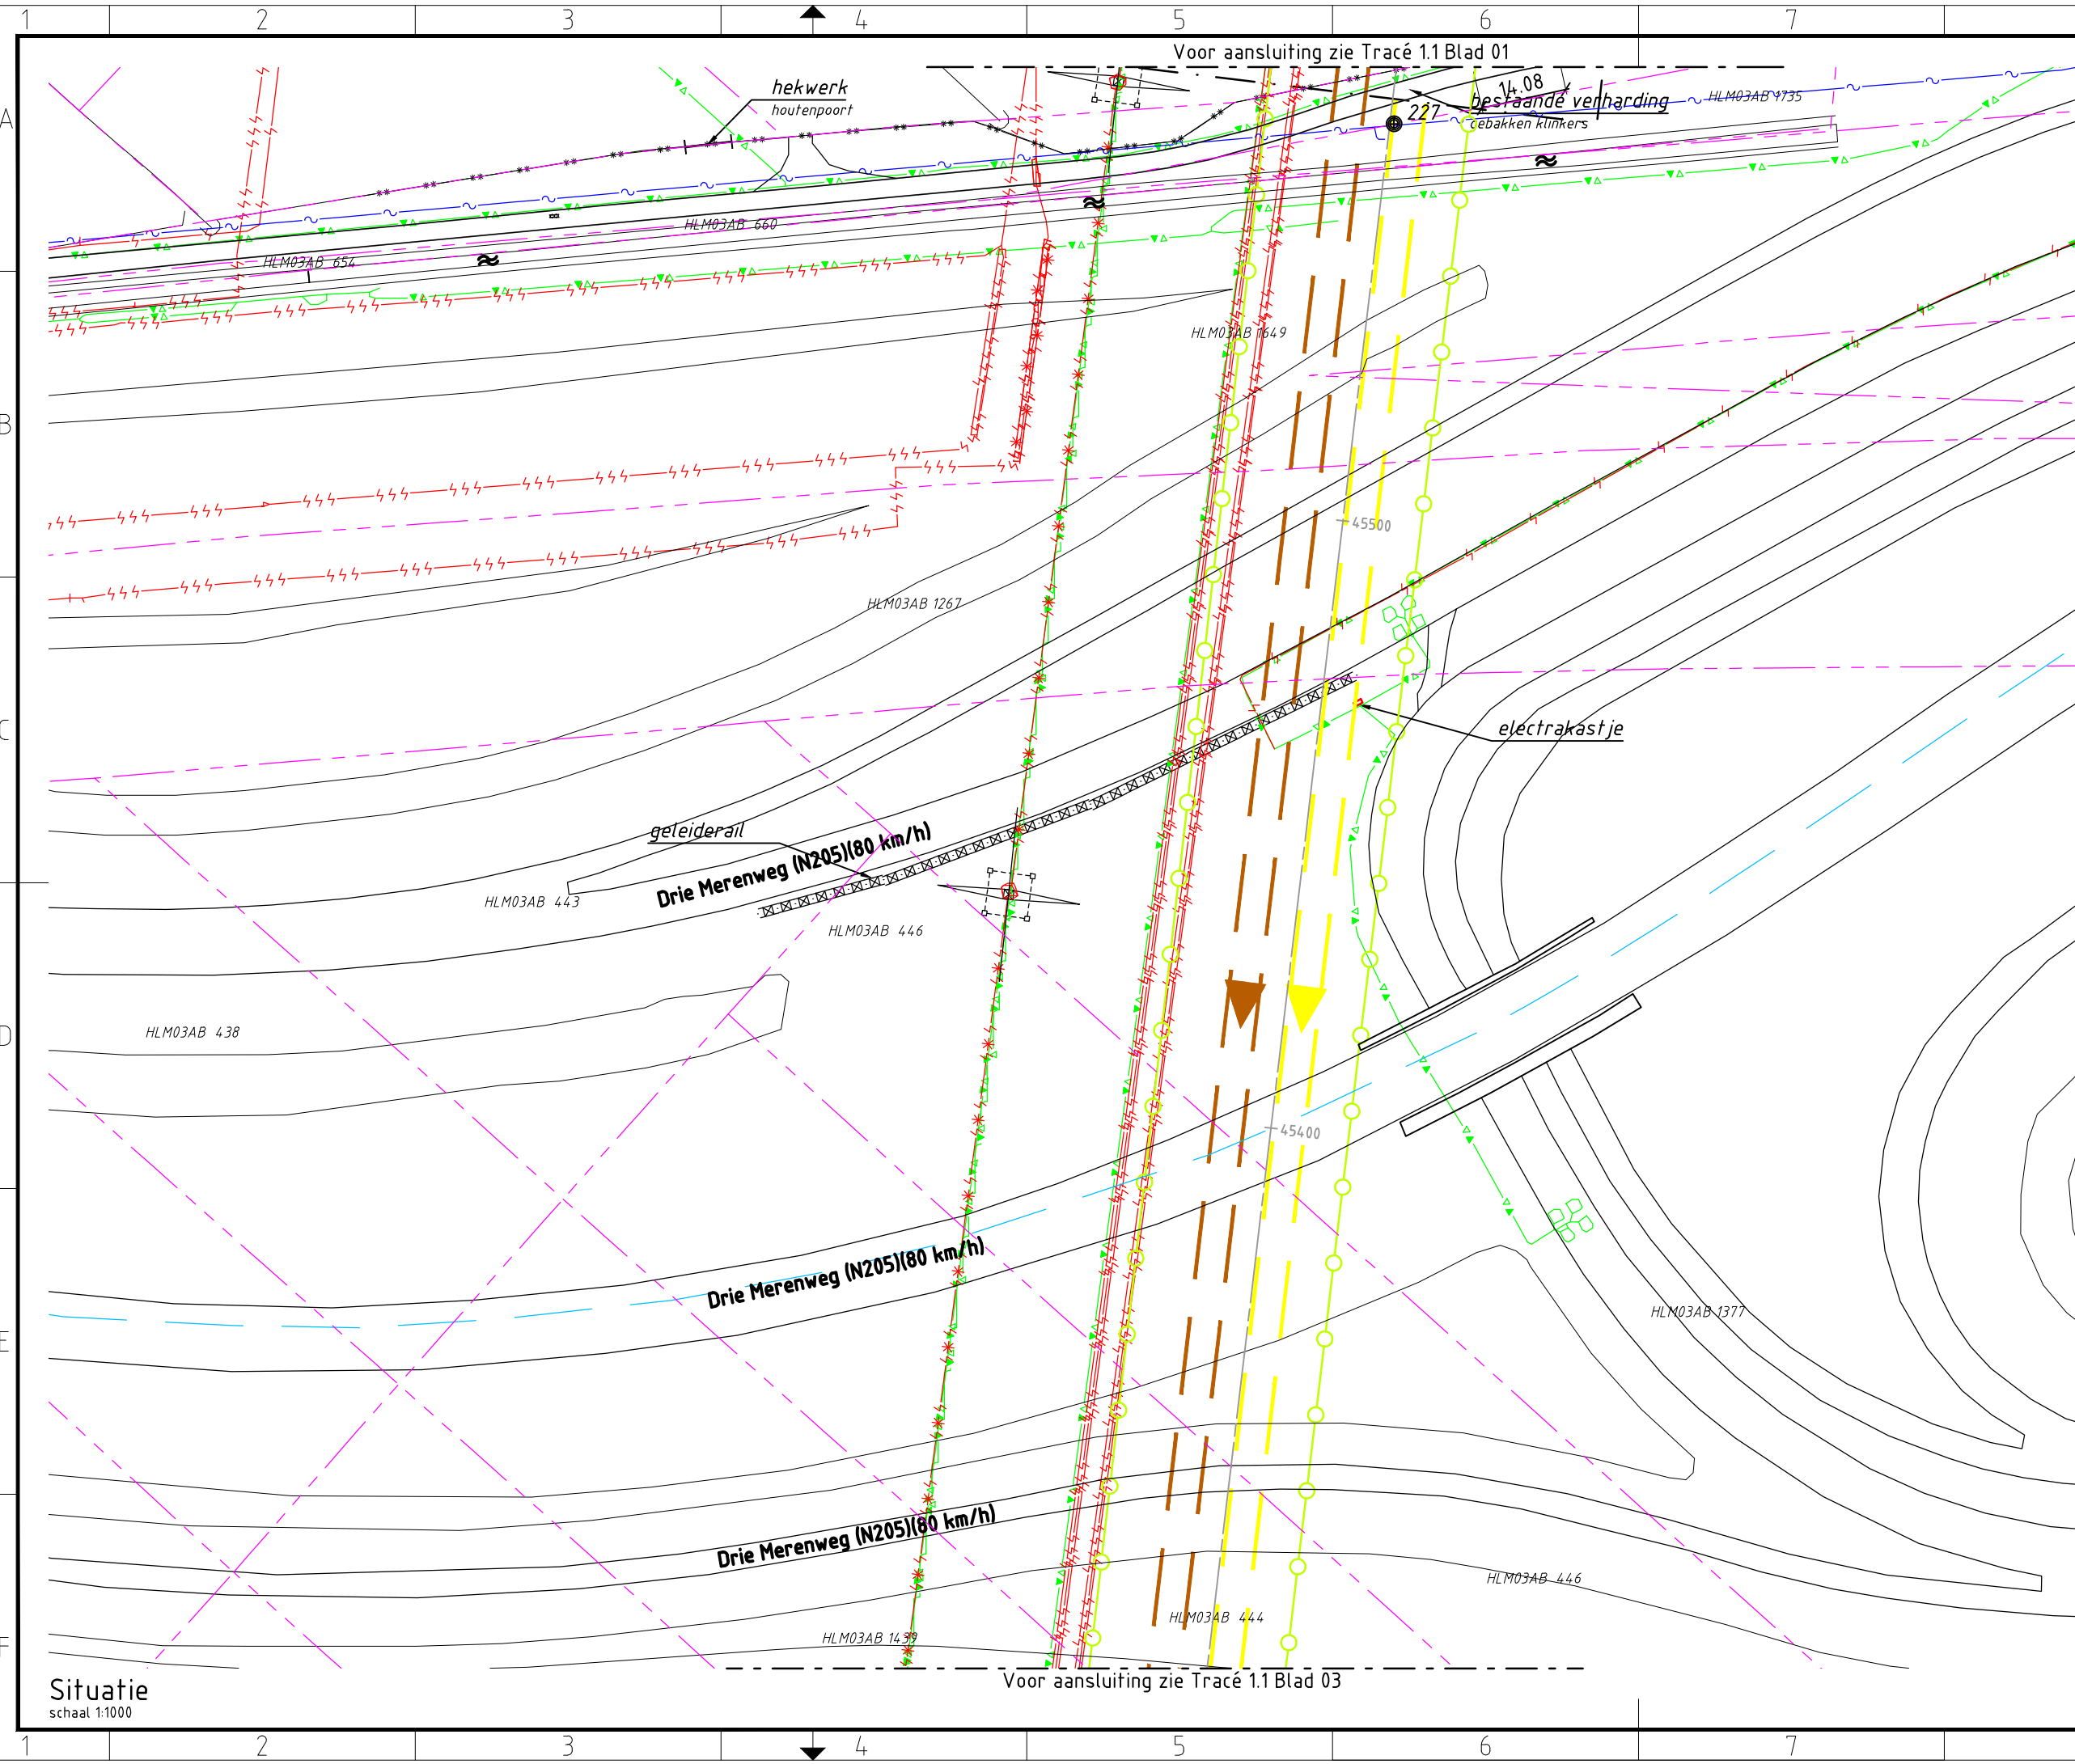 1 2 3 4 5 6 7
Voor aansluiting zie Tracé 1.1 Blad 01
A
hekwerk
houtenpoort
14.08
227
bestaande verharding
gebakken klinkers
HLM03AB 1735
HLM03AB 660
HLM03AB 654
HLM03AB 1649
B
45500
HLM03AB 1267
C
electrakastje
geleiderail
Drie Merenweg (N205)(80 km/h)
HLM03AB 443
HLM03AB 446
D
HLM03AB 438
45400
Drie Merenweg (N205)(80 km/h)
E
HLM03AB 1377
Drie Merenweg (N205)(80 km/h)
HLM03AB 446
HLM03AB 444
F
HLM03AB 1439
Voor aansluiting zie Tracé 1.1 Blad 03
Situatie
schaal 1:1000
1 2 3 4 5 6 7